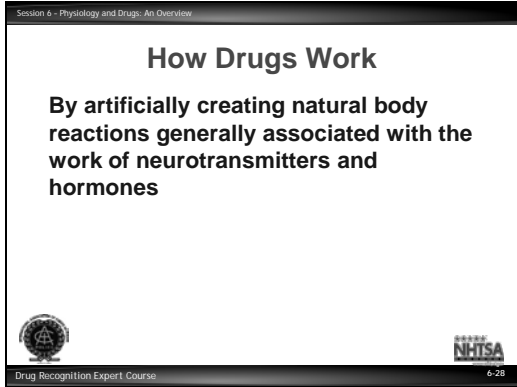 Session 6 - Physiology and Drugs: An Overview
How Drugs Work
By artificially creating natural body
reactions generally associated with the
work of neurotransmitters and
hormones
NHTSA
Drug Recognition Expert Course
6-28